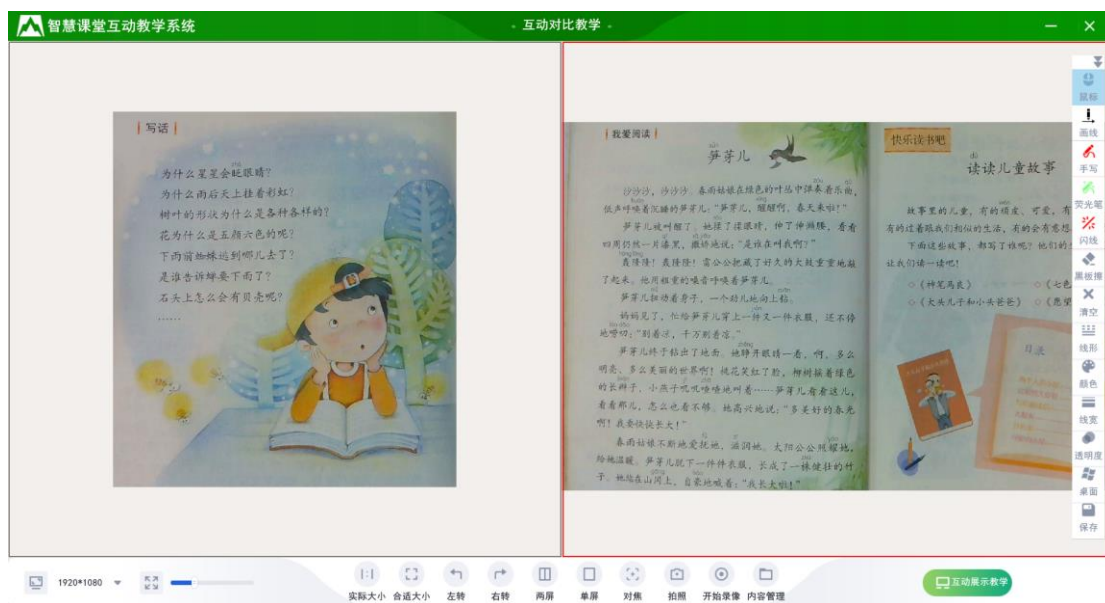 智慧课堂互动教学系统
- 互动对比教学 -
写话
zhǎ
为什么星星会眨眼睛?
为什么雨后天上挂着彩虹?
树叶的形状为什么是各种各样的?
花为什么是五颜六色的呢?
下雨前蜘蛛逃到哪儿去了?
是谁告诉蝉要下雨了?
石头上怎么会有贝壳呢?
……
我爱阅读
笋芽儿
沙沙沙,沙沙沙。春雨姑娘在绿色的叶丛中弹奏着乐曲,
低声呼唤着沉睡的笋芽儿:“笋芽儿,醒醒啊,春天来啦!”
笋芽儿被叫醒了。她揉了揉眼睛,伸了伸懒腰,看看
四周仍然一片漆黑,撒娇地说:“是谁在叫我啊?”
轰隆隆!轰隆隆!雷公公把藏了好久的大鼓重重地敲
了起来。他用粗重的嗓音呼唤着笋芽儿。
笋芽儿扭动着身子,一个劲儿地向上钻。
妈妈见了,忙给笋芽儿穿上一件又一件衣服,还不停
地唠叨:“别着凉,千万别着凉。”
笋芽儿终于钻出了地面。她睁开眼睛一看,啊,多么
明亮、多么美丽的世界啊!桃花笑红了脸,柳树摇着绿色
的长辫子,小燕子叽叽喳喳地叫着……笋芽儿看看这儿,
看看那儿,怎么也看不够。她高兴地说:“多美好的春光
啊!我要快快长大!”
春雨姑娘不断地爱抚她,滋润她。太阳公公照耀她,
给她温暖。笋芽儿脱下一件件衣服,长成了一株健壮的竹
子。她站在山冈上,自豪地喊着:“我长大啦!”
快乐读书吧
读读儿童故事
故事里的儿童,有的顽皮、可爱,有
有的过着跟我们相似的生活,有的会有意想
下面这些故事,都写了谁呢?他们的
让我们读一读吧!
◇《神笔马良》 ◇《七色
◇《大头儿子和小头爸爸》 ◇《愿望
目录
鼠标
画线
手写
荧光笔
闪线
黑板擦
清空
线形
颜色
线宽
透明度
桌面
保存
1920*1080
实际大小 合适大小 左转 右转 两屏 单屏 对焦 拍照 开始录像 内容管理
互动展示教学